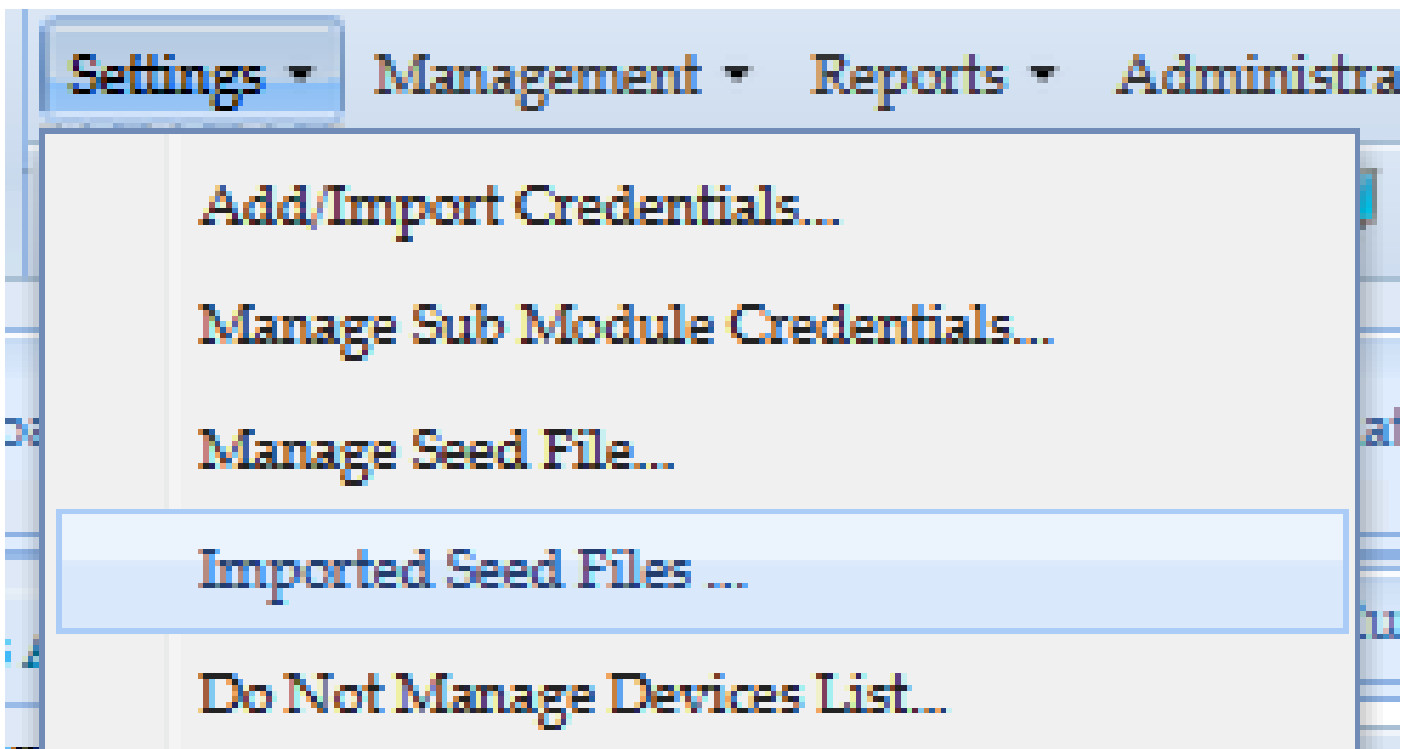 Settings Management Reports Administra
Add/Import Credentials...
Manage Sub Module Credentials...
Manage Seed File...
Imported Seed Files ...
Do Not Manage Devices List...